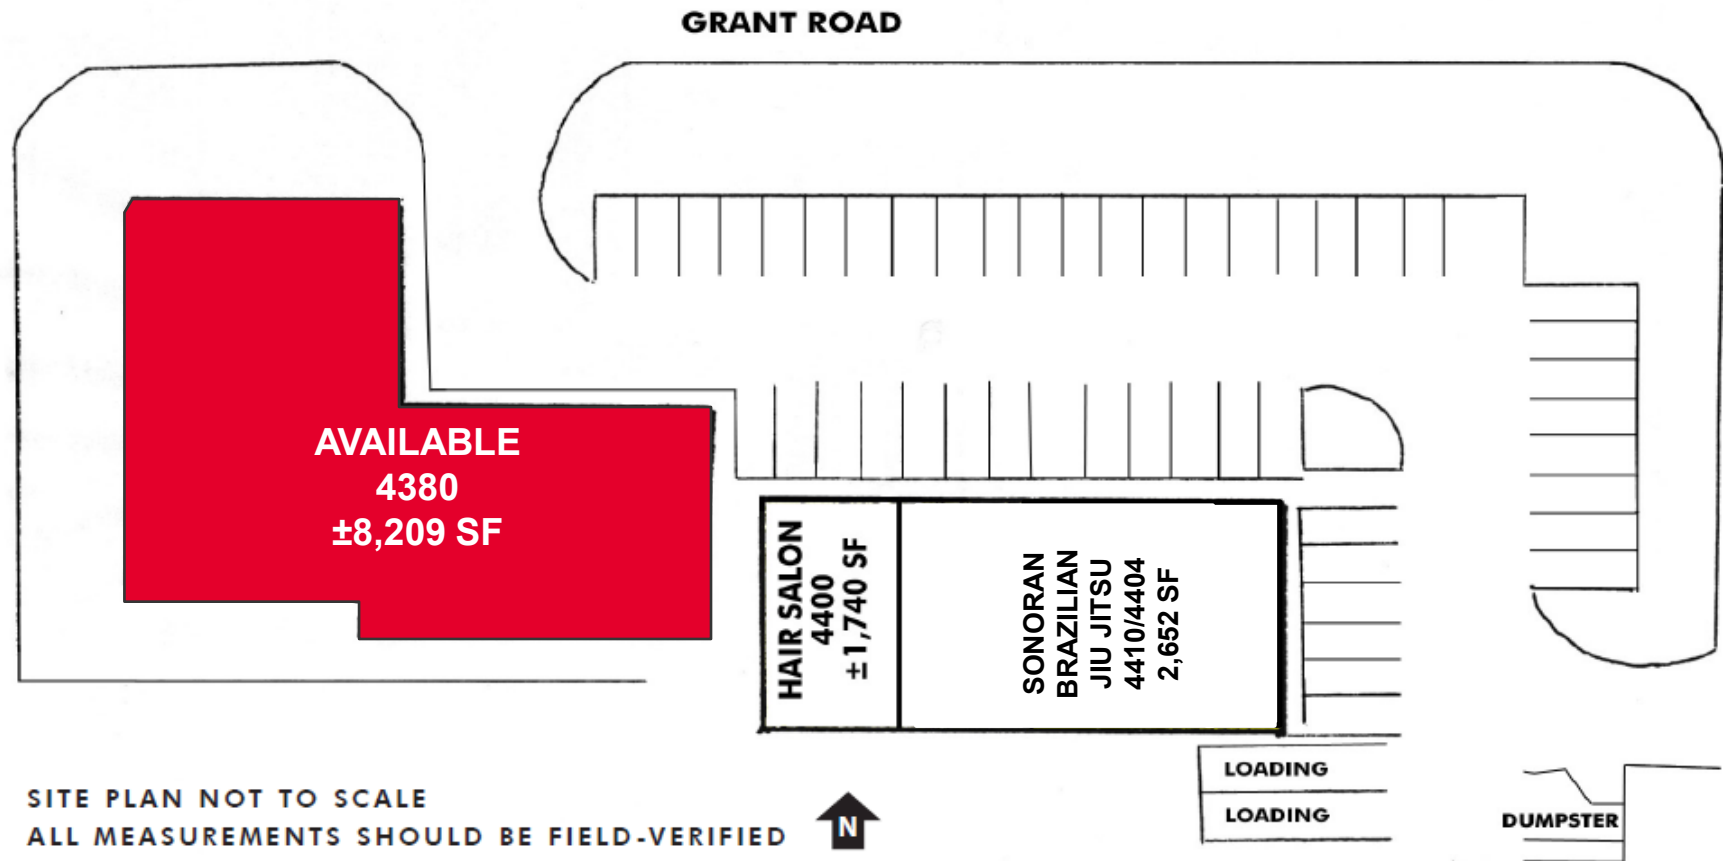 GRANT ROAD
AVAILABLE
4380
±8,209 SF
HAIR SALON
4400
±1,740 SF
SONORAN
BRAZILIAN
JIU JITSU
4410/4404
2,652 SF
LOADING
LOADING
DUMPSTER
SITE PLAN NOT TO SCALE
ALL MEASUREMENTS SHOULD BE FIELD-VERIFIED
N